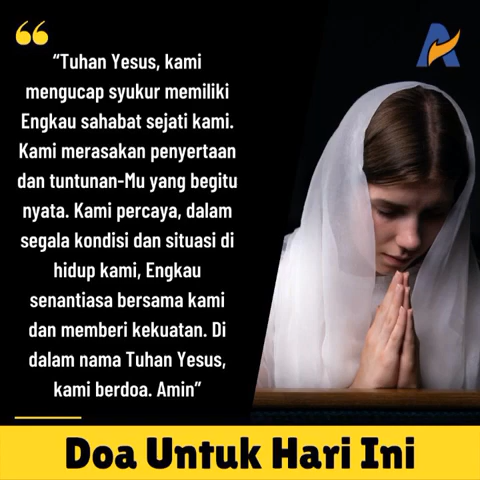 “Tuhan Yesus, kami
mengucap syukur memiliki
Engkau sahabat sejati kami.
Kami merasakan penyertaan
dan tuntunan-Mu yang begitu
nyata. Kami percaya, dalam
segala kondisi dan situasi di
hidup kami, Engkau
senantiasa bersama kami
dan memberi kekuatan. Di
dalam nama Tuhan Yesus,
kami berdoa. Amin”
Doa Untuk Hari Ini